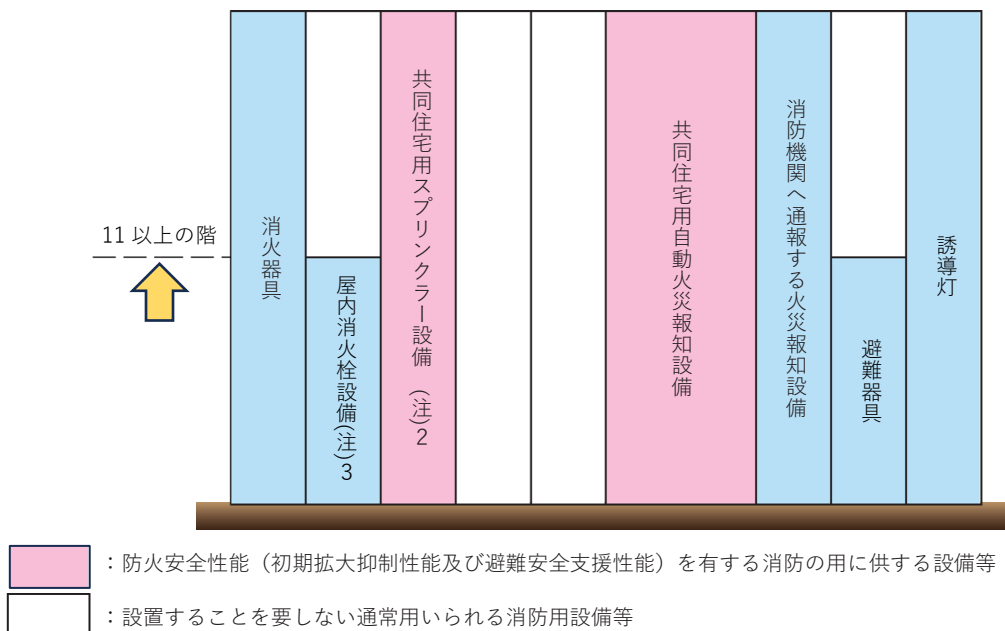 11 以上の階
消火器具
屋内消火栓設備(注)3
共同住宅用スプリンクラー設備 (注)2
共同住宅用自動火災報知設備
消防機関へ通報する火災報知設備
避難器具
誘導灯
：防火安全性能（初期拡大抑制性能及び避難安全支援性能）を有する消防の用に供する設備等
：設置することを要しない通常用いられる消防用設備等